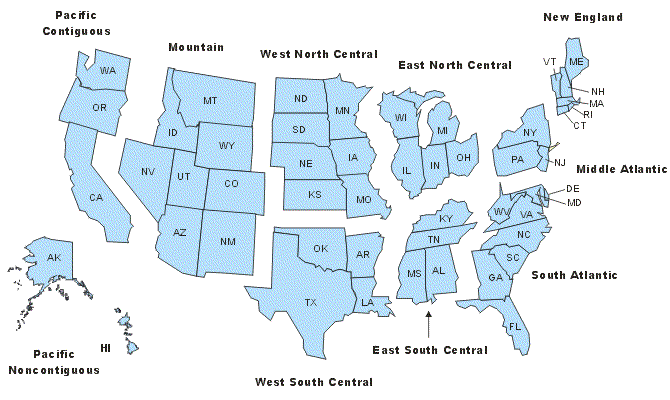 New England
Pacific
Contiguous
Mountain
West North Central
East North Central
VT
ME
WA
NH
MT
ND
MN
MA
OR
RI
WI
MI
CT
ID
SD
NY
WY
NV
NE
IA
IL
IN
OH
PA
NJ
Middle Atlantic
UT
CO
KS
MO
DE
CA
MD
WV
VA
KY
AZ
NM
OK
AR
TN
NC
SC
AK
MS
AL
GA
South Atlantic
TX
LA
FL
HI
Pacific
Noncontiguous
East South Central
West South Central